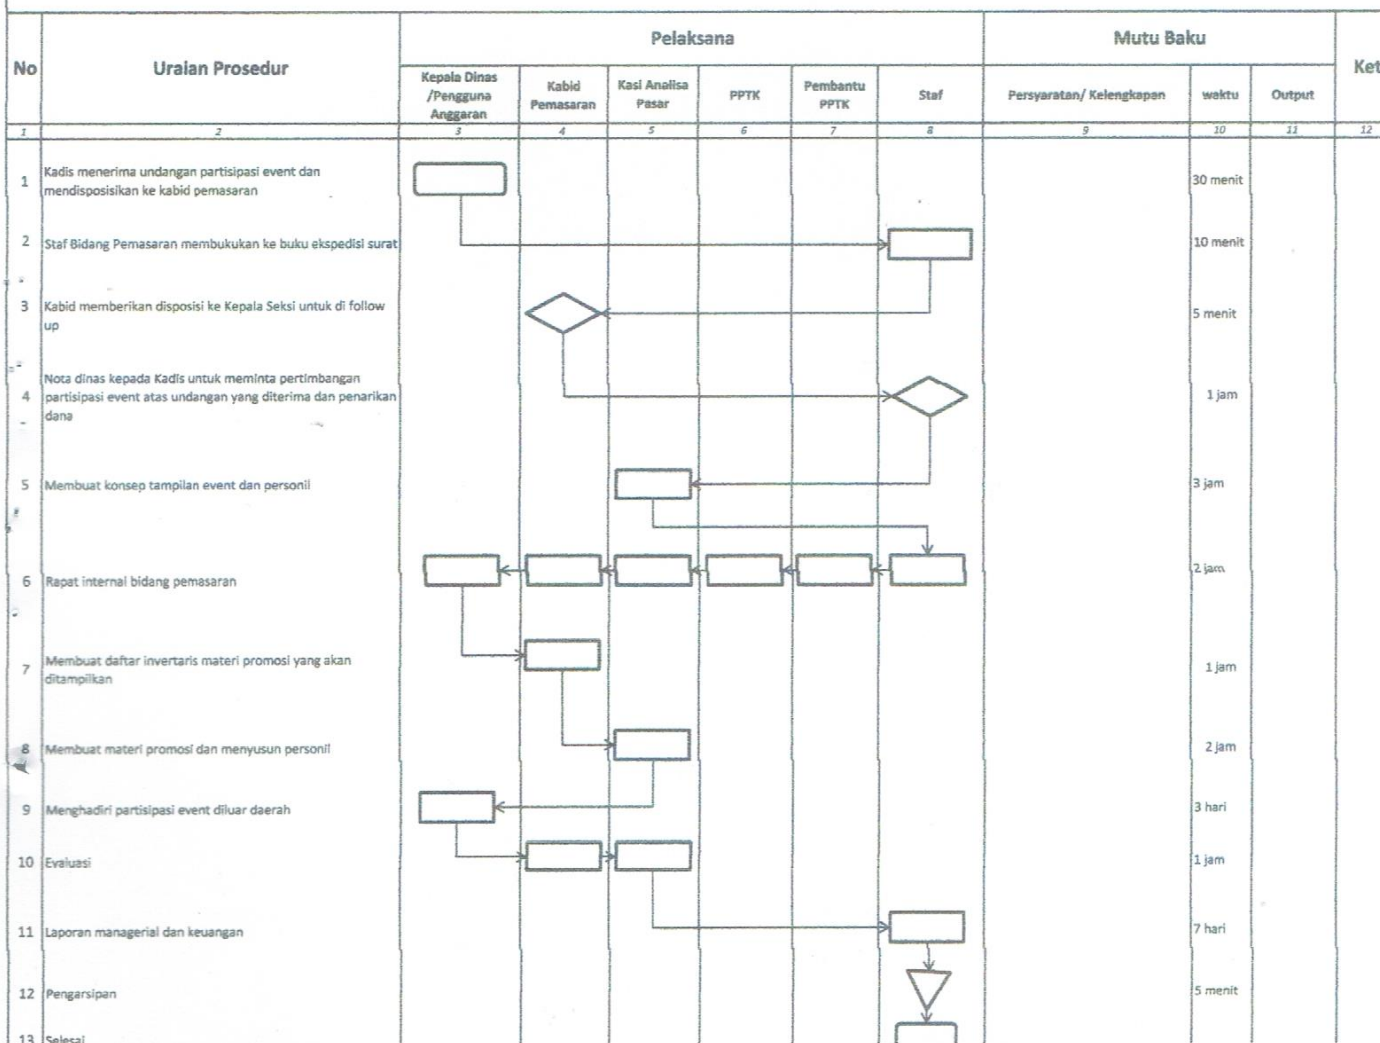 Pelaksana
Mutu Baku
No
Uraian Prosedur
Ket
Kepala Dinas
/Pengguna
Anggaran
Kabid
Pemasaran
Kasi Analisa
Pasar
PPTK
Pembantu
PPTK
Staf
Persyaratan/ Kelengkapan
waktu
Output
1 2 3 4 5 6 7 8 9 10 11 12
1 Kadis menerima undangan partisipasi event dan
mendisposisikan ke kabid pemasaran
30 menit
2 Staf Bidang Pemasaran membukukan ke buku ekspedisi surat 10 menit
3 Kabid memberikan disposisi ke Kepala Seksi untuk di follow
up
5 menit
Nota dinas kepada Kadis untuk meminta pertimbangan
4 partisipasi event atas undangan yang diterima dan penarikan 1 jam
dana
5 Membuat konsep tampilan event dan personil 3 jam
6 Rapat internal bidang pemasaran 2 jam
7 Membuat daftar invertaris materi promosi yang akan
ditampilkan
1 jam
8 Membuat materi promosi dan menyusun personil 2 jam
9 Menghadiri partisipasi event diluar daerah 3 hari
10 Evaluasi 1 jam
11 Laporan managerial dan keuangan 7 hari
12 Pengarsipan 5 menit
13 Selesai